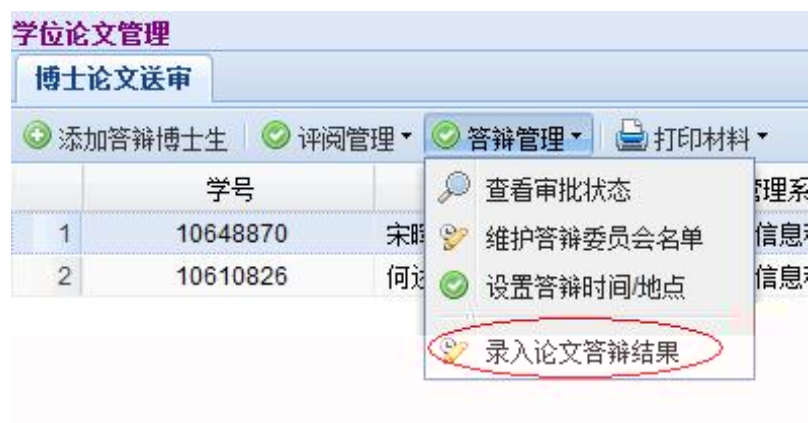 学位论文管理
博士论文送审
添加答辩博士生 评阅管理 答辩管理 打印材料
学号
查看审批状态
管理系
1 10648870 宋
维护答辩委员会名单
信息
2 10610826 何
设置答辩时间/地点
信息
录入论文答辩结果